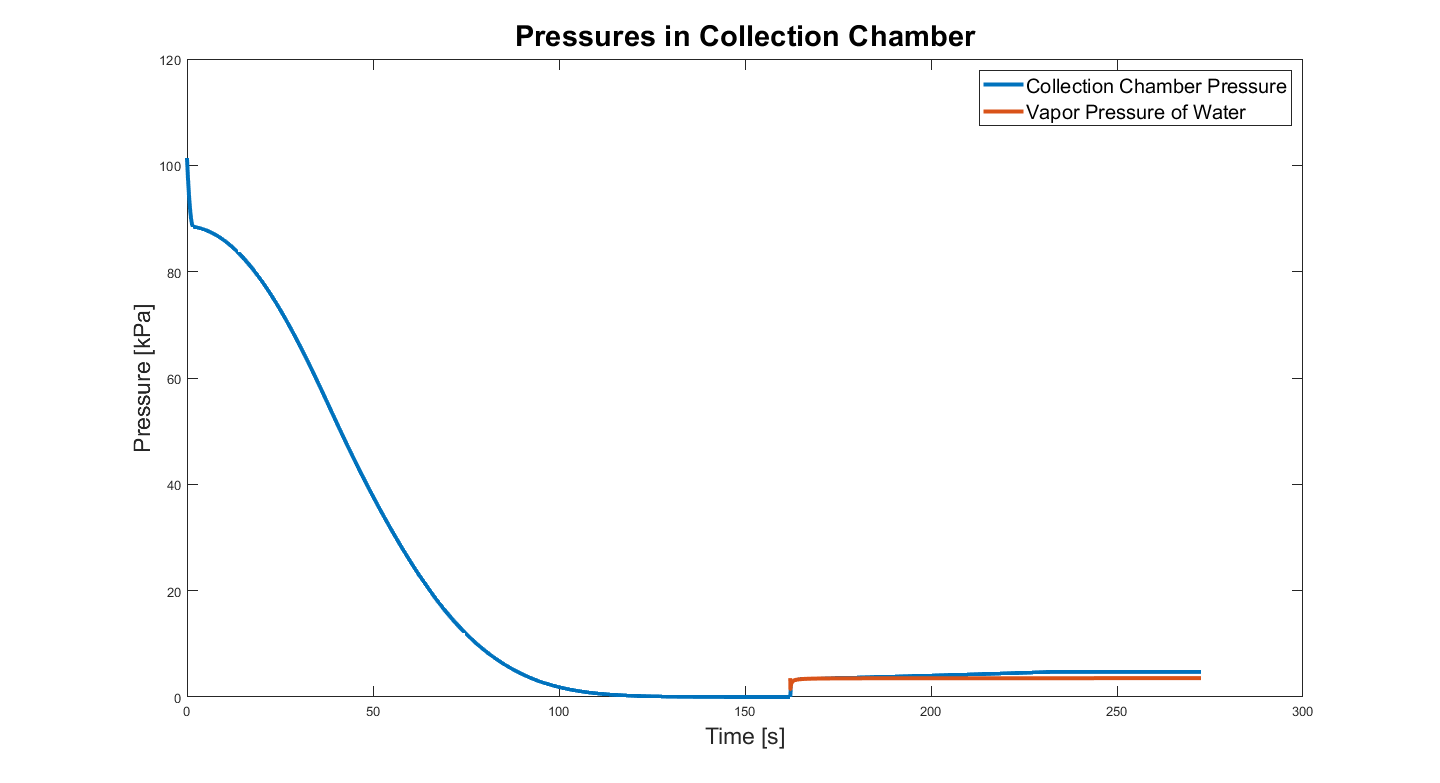 Pressures in Collection Chamber
Collection Chamber Pressure
Vapor Pressure of Water
Pressure [kPa]
120
100
80
60
40
20
0
0 50 100 150 200 250 300
Time [s]